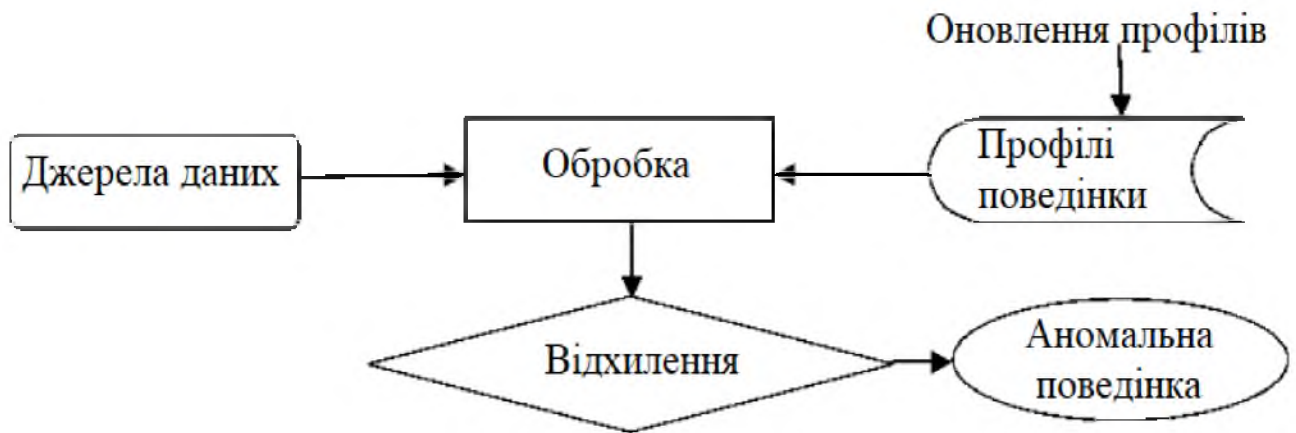 Оновлення профілів
Джерела даних
Обробка
Профілі
поведінки
Відхилення
Аномальна
поведінка